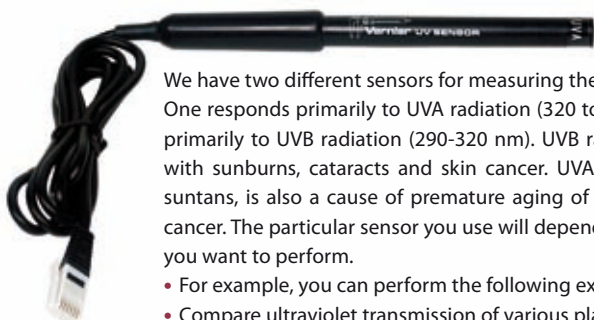 Vernier UV SENSOR
UVA
We have two different sensors for measuring the
One responds primarily to UVA radiation (320 to
primarily to UVB radiation (290-320 nm). UVB ra
with sunburns, cataracts and skin cancer. UVA
suntans, is also a cause of premature aging of
cancer. The particular sensor you use will depend
you want to perform.
• For example, you can perform the following ex
• Compare ultraviolet transmission of various pla